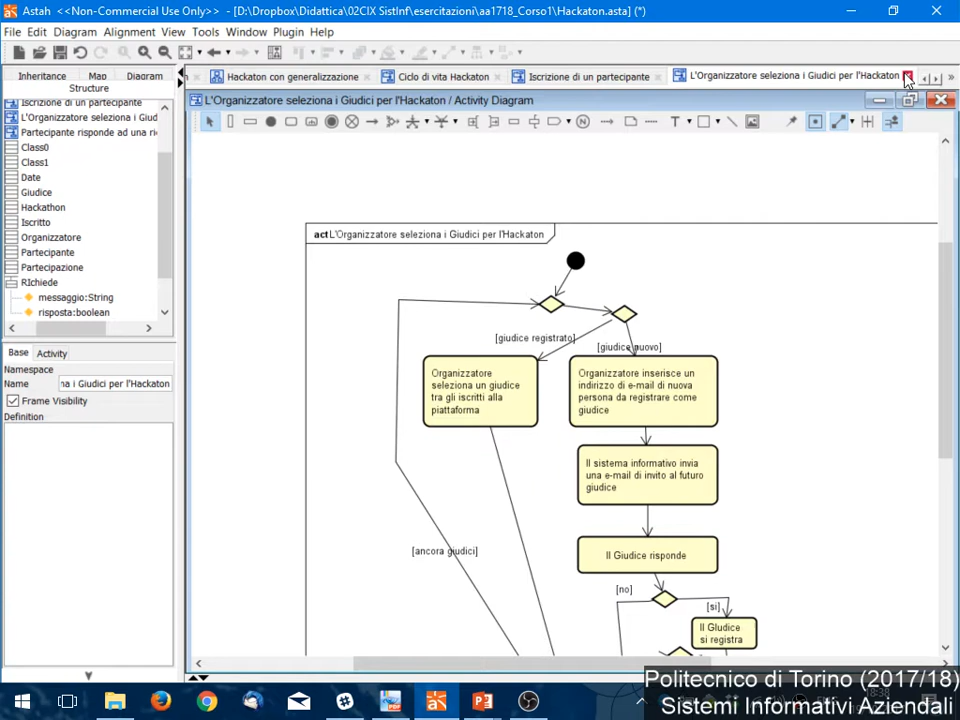 Astah <<Non-Commercial Use Only>> - [D:\Dropbox\Didattica\02CIX SistInf\esercitazioni\aa1718_Corso1\Hackaton.asta] (*)
File Edit Diagram Alignment View Tools Window Plugin Help
Inheritance Map Diagram
Structure
Hackaton con generalizzazione
Ciclo di vita Hackaton
Iscrizione di un partecipante
L'Organizzatore seleziona i Giudici per l'Hackaton
L'Organizzatore seleziona i Giudici per l'Hackaton / Activity Diagram
Iscrizione di un partecipante
L'Organizzatore seleziona i Giud
Partecipante risponde ad una ri
Class0
Class1
Date
Giudice
Hackathon
Iscritto
Organizzatore
Partecipante
Partecipazione
RIchiede
messaggio:String
risposta:boolean
Base Activity
Namespace
Name na i Giudici per l'Hackaton
Frame Visibility
Definition
act L'Organizzatore seleziona i Giudici per l'Hackaton
[giudice registrato]
[giudice nuovo]
Organizzatore
seleziona un giudice
tra gli iscritti alla
piattaforma
Organizzatore inserisce un
indirizzo di e-mail di nuova
persona da registrare come
giudice
Il sistema informativo invia
una e-mail di invito al futuro
giudice
[ancora giudici]
Il Giudice risponde
[no]
[si]
Il GIudice
si registra
Politecnico di Torino (2017/18)
Sistemi Informativi Aziendali
18:38